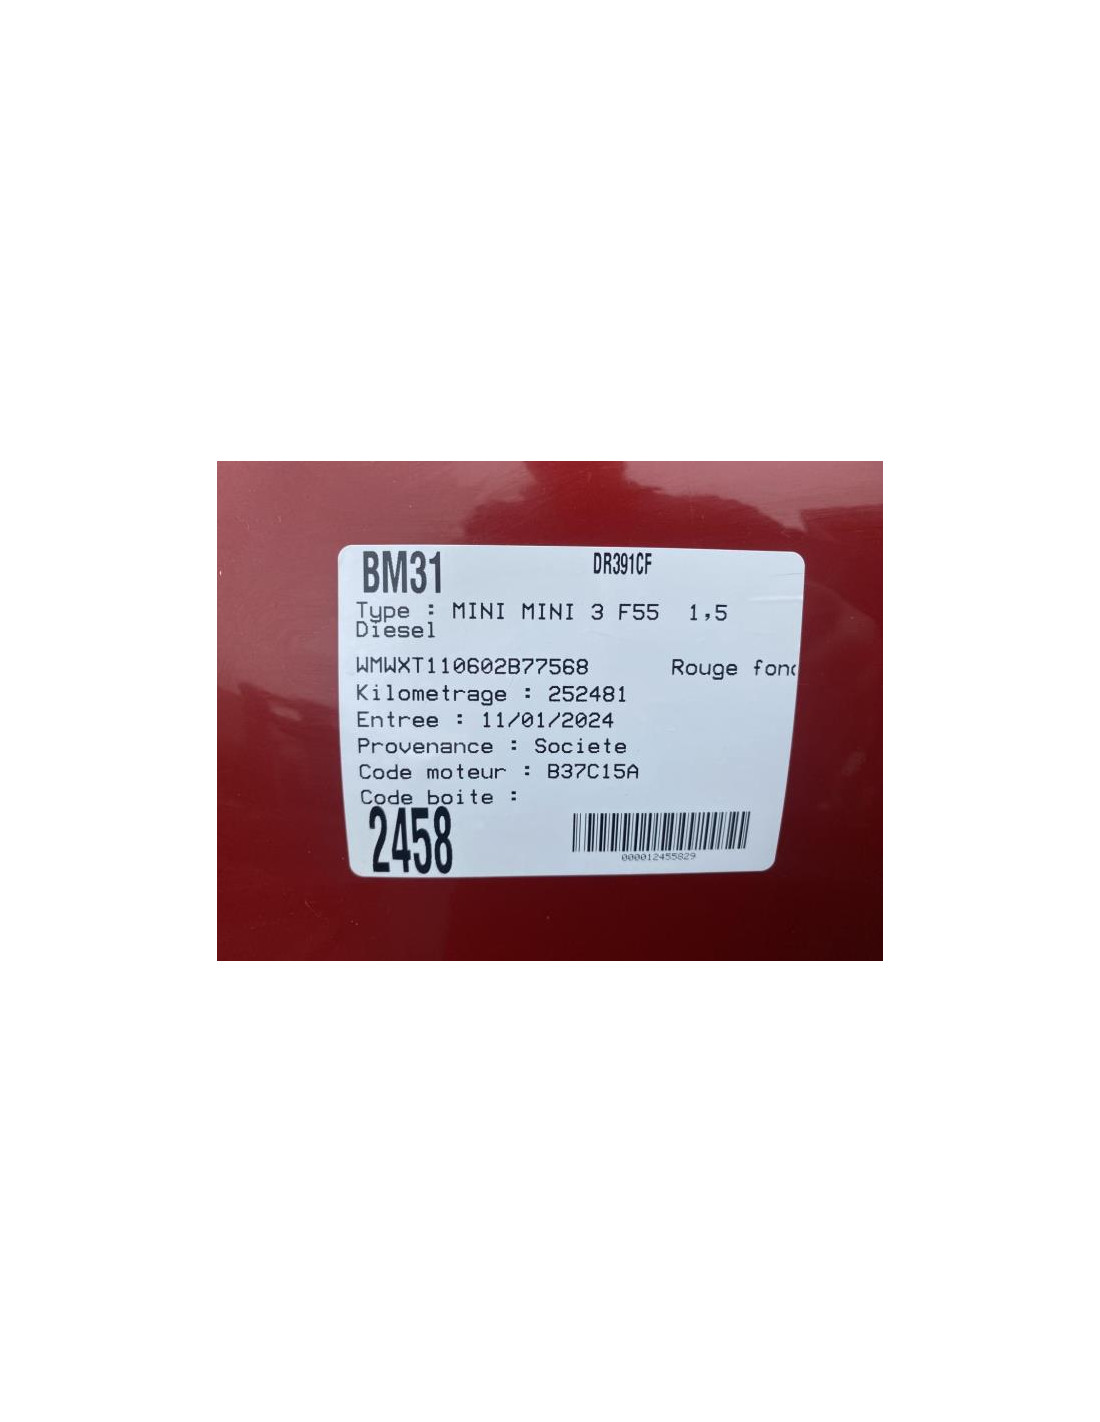 BM31 DR391CF
Type : MINI MINI 3 F55 1,5
Diesel
WMWXT110602B77568 Rouge fonc
Kilometrage : 252481
Entree : 11/01/2024
Provenance : Societe
Code moteur : B37C15A
Code boite :
2458
000012455829